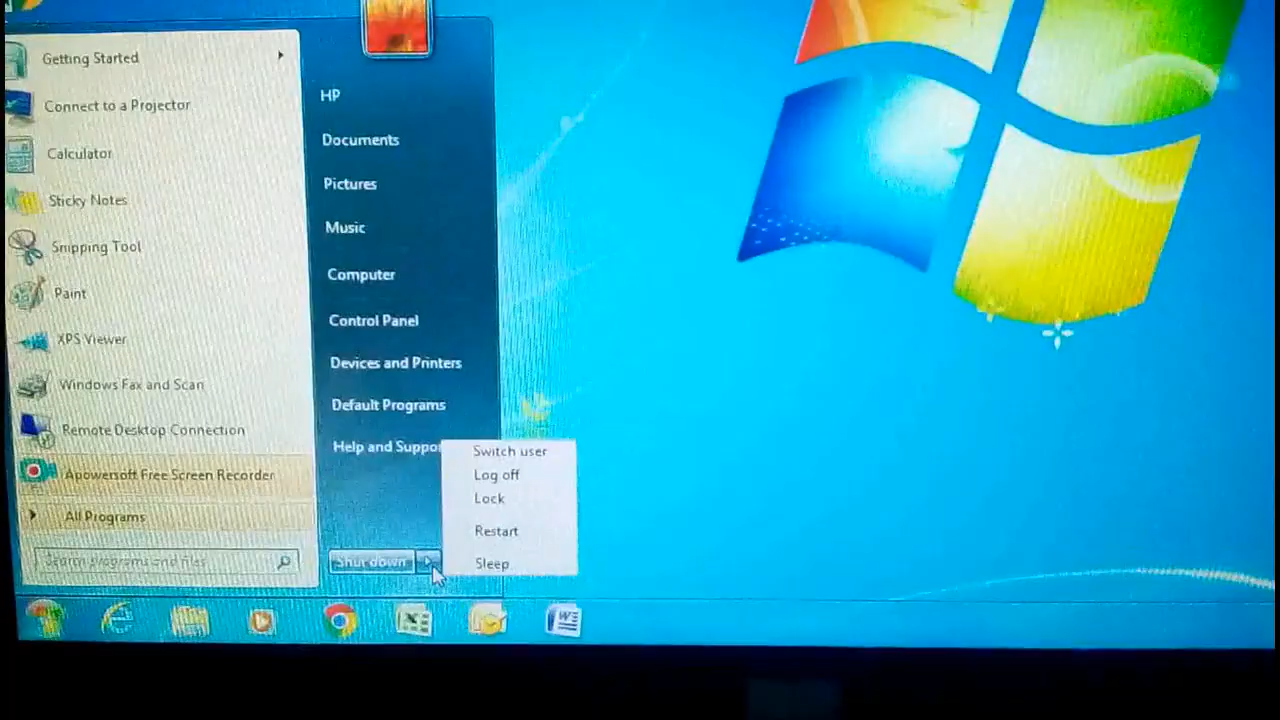 Getting Started
Connect to a Projector
Calculator
Sticky Notes
Snipping Tool
Paint
XPS Viewer
Windows Fax and Scan
Remote Desktop Connection
Apowersoft Free Screen Recorder
All Programs
Search programs and files
HP
Documents
Pictures
Music
Computer
Control Panel
Devices and Printers
Default Programs
Help and Suppor
Shut down
Switch user
Log off
Lock
Restart
Sleep